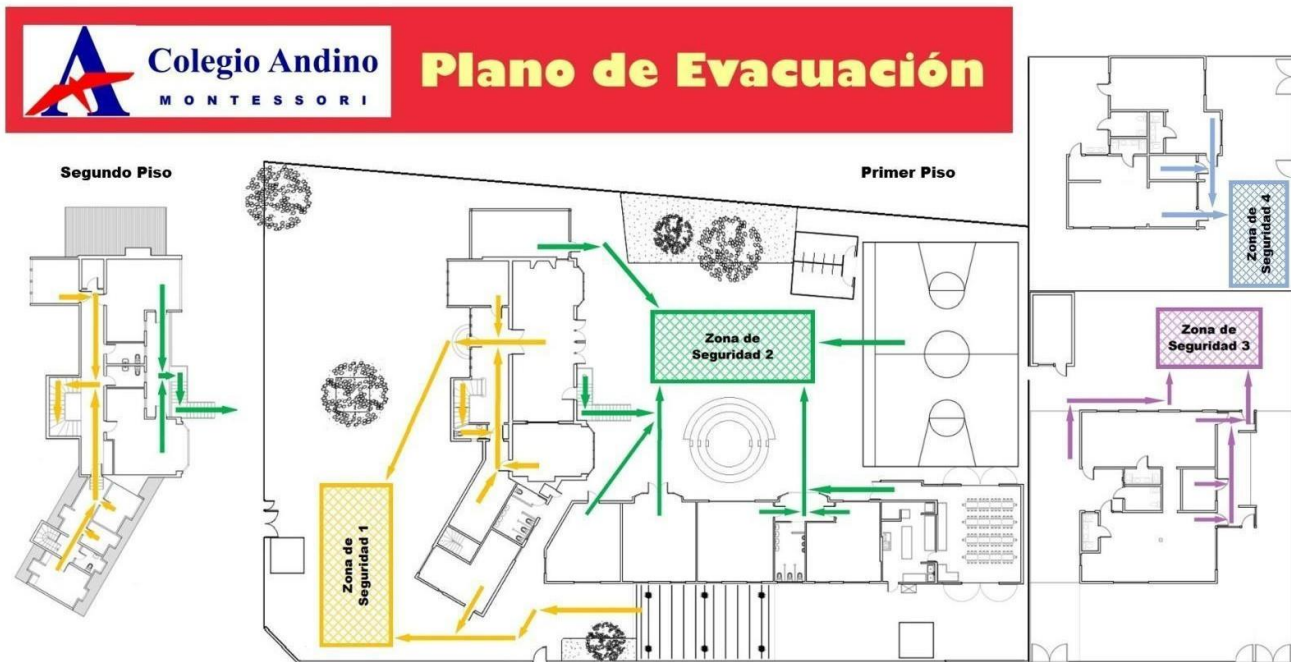 Colegio Andino
MONTESSORI
Plano de Evacuación
Segundo Piso
Primer Piso
Zona de
Seguridad 4
Zona de
Seguridad 2
Zona de
Seguridad 3
Zona de
Seguridad 1